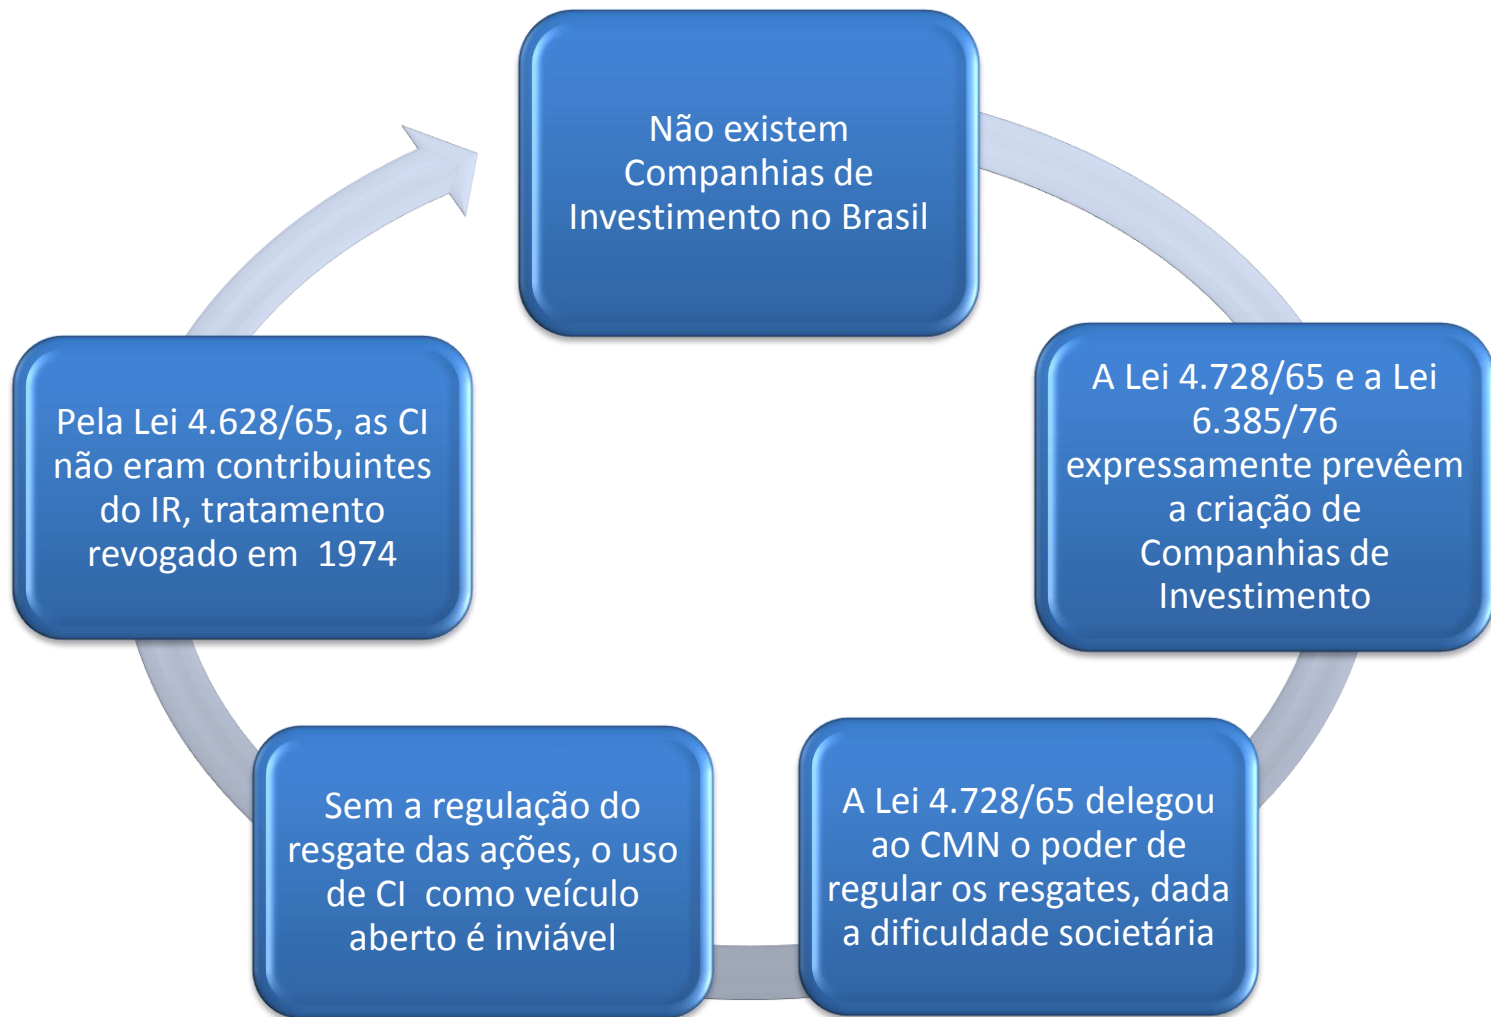 Não existem
Companhias de
Investimento no Brasil
A Lei 4.728/65 e a Lei
6.385/76
expressamente prevêem
a criação de
Companhias de
Investimento
A Lei 4.728/65 delegou
ao CMN o poder de
regular os resgates, dada
a dificuldade societária
Sem a regulação do
resgate das ações, o uso
de CI como veículo
aberto é inviável
Pela Lei 4.628/65, as CI
não eram contribuintes
do IR, tratamento
revogado em 1974